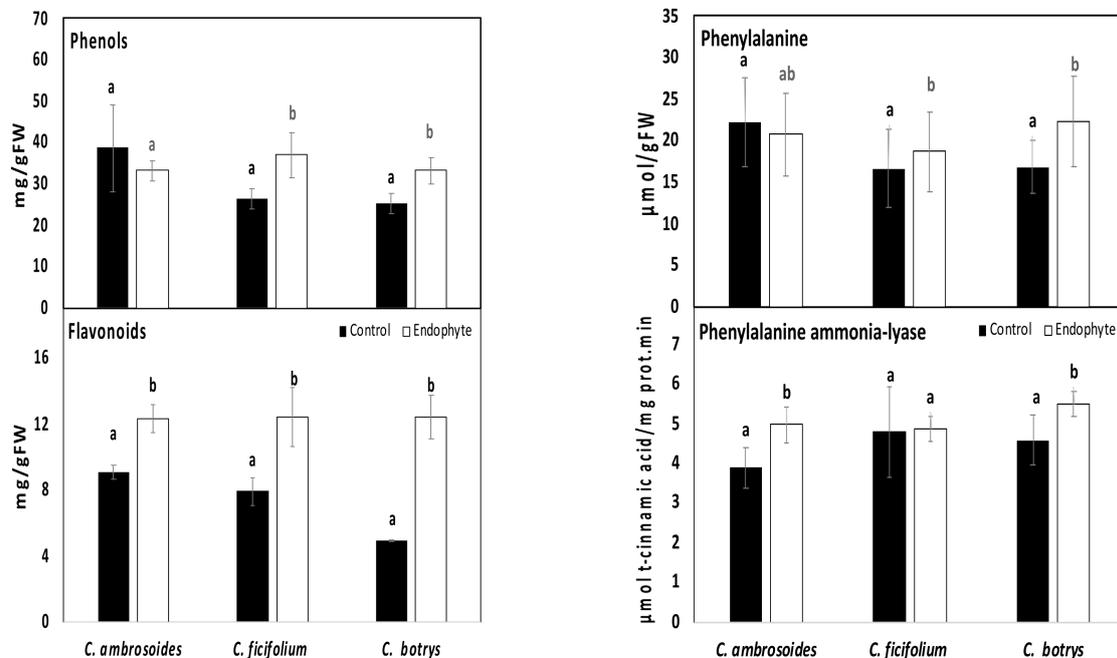 Phenols
70
60
50
40
30
20
10
0
mg/gFW
a
a
a
b
a
b
Flavonoids
Control
Endophyte
16
12
8
4
0
mg/gFW
a
b
a
b
a
b
C. ambrosoides
C. ficifolium
C. botrys
Phenylalanine
35
30
25
20
15
10
5
0
µmol/gFW
a
ab
a
b
a
b
Phenylalanine ammonia-lyase
Control
Endophyte
7
6
5
4
3
2
1
0
µmol t-cinnamic acid/mg prot.min
a
b
a
a
a
b
C. ambrosoides
C. ficifolium
C. botrys